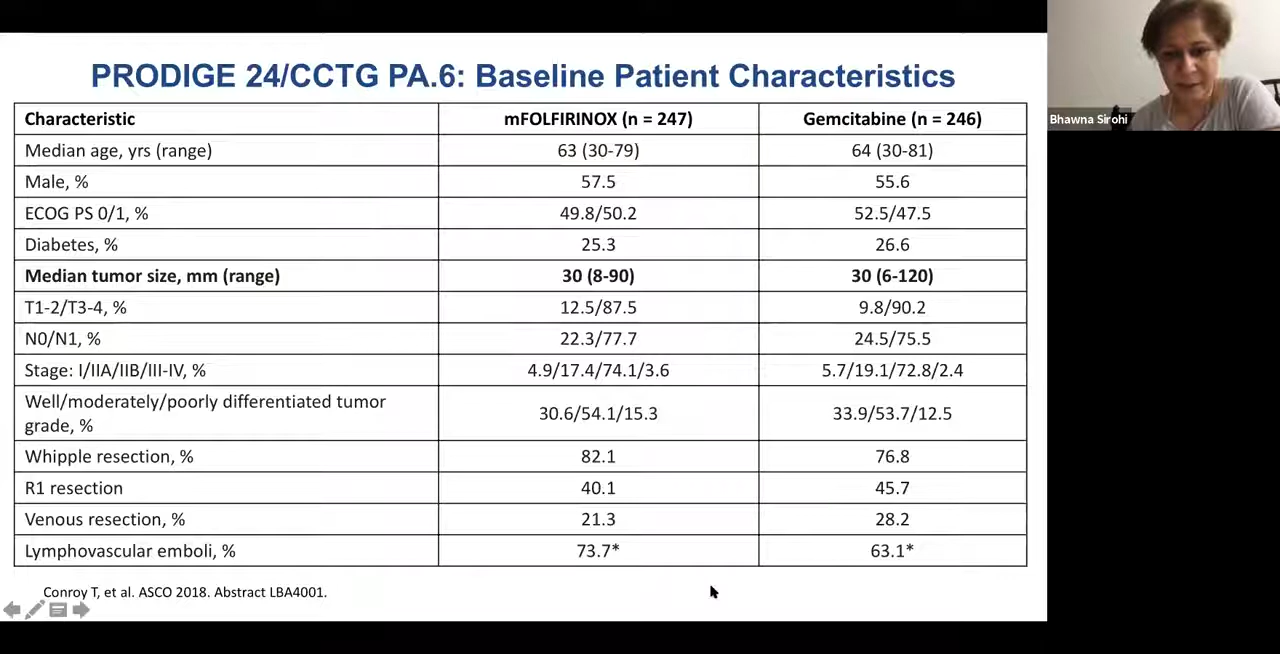 PRODIGE 24/CCTG PA.6: Baseline Patient Characteristics
Bhawna Sirohi
Characteristic mFOLFIRINOX (n = 247) Gemcitabine (n = 246)
Median age, yrs (range) 63 (30-79) 64 (30-81)
Male, % 57.5 55.6
ECOG PS 0/1, % 49.8/50.2 52.5/47.5
Diabetes, % 25.3 26.6
Median tumor size, mm (range) 30 (8-90) 30 (6-120)
T1-2/T3-4, % 12.5/87.5 9.8/90.2
N0/N1, % 22.3/77.7 24.5/75.5
Stage: I/IIA/IIB/III-IV, % 4.9/17.4/74.1/3.6 5.7/19.1/72.8/2.4
Well/moderately/poorly differentiated tumor
grade, % 30.6/54.1/15.3 33.9/53.7/12.5
Whipple resection, % 82.1 76.8
R1 resection 40.1 45.7
Venous resection, % 21.3 28.2
Lymphovascular emboli, % 73.7* 63.1*
Conroy T, et al. ASCO 2018. Abstract LBA4001.